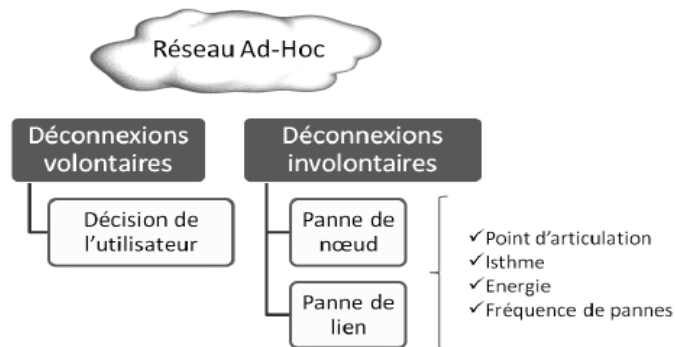 Réseau Ad-Hoc
Déconnexions
volontaires
Décision de
l'utilisateur
Déconnexions
involontaires
Panne de
nœud
Panne de
lien
✓Point d'articulation
✓Isthme
✓Energie
✓Fréquence de pannes